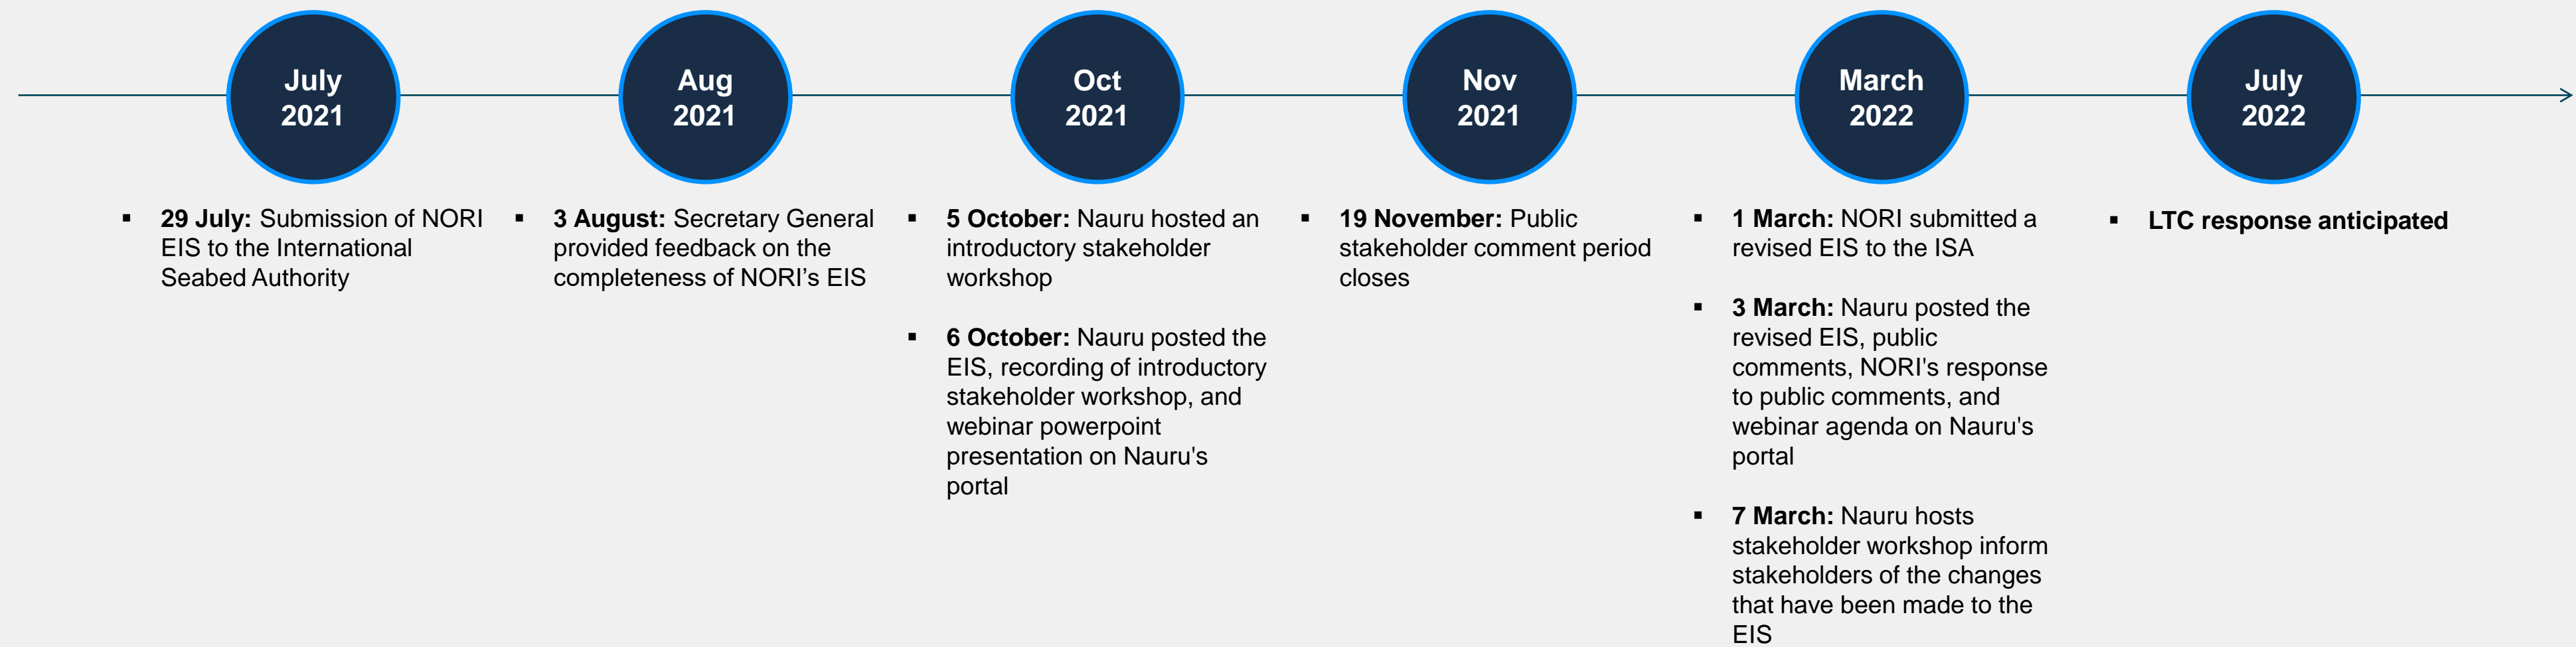 July
2021
Aug
2021
Oct
2021
Nov
2021
March
2022
July
2022
▪ 29 July: Submission of NORI
EIS to the International
Seabed Authority
▪ 3 August: Secretary General
provided feedback on the
completeness of NORI’s EIS
▪ 5 October: Nauru hosted an
introductory stakeholder
workshop
▪ 6 October: Nauru posted the
EIS, recording of introductory
stakeholder workshop, and
webinar powerpoint
presentation on Nauru's
portal
▪ 19 November: Public
stakeholder comment period
closes
▪ 1 March: NORI submitted a
revised EIS to the ISA
▪ 3 March: Nauru posted the
revised EIS, public
comments, NORI's response
to public comments, and
webinar agenda on Nauru's
portal
▪ 7 March: Nauru hosts
stakeholder workshop inform
stakeholders of the changes
that have been made to the
EIS
▪ LTC response anticipated